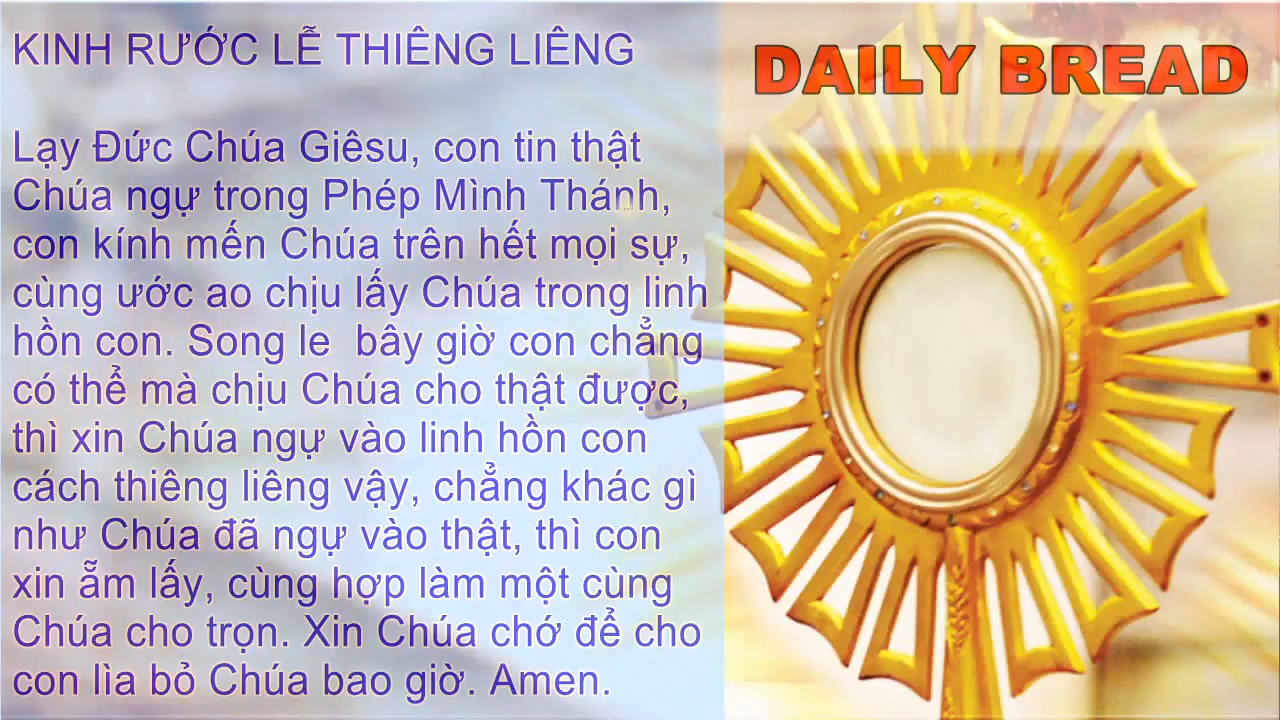 KINH RƯỚC LỄ THIÊNG LIÊNG
Lạy Đức Chúa Giêsu, con tin thật
Chúa ngự trong Phép Mình Thánh,
con kính mến Chúa trên hết mọi sự,
cùng ước ao chịu lấy Chúa trong linh
hồn con. Song le bây giờ con chẳng
có thể mà chịu Chúa cho thật được,
thì xin Chúa ngự vào linh hồn con
cách thiêng liêng vậy, chẳng khác gì
như Chúa đã ngự vào thật, thì con
xin ẵm lấy, cùng hợp làm một cùng
Chúa cho trọn. Xin Chúa chớ để cho
con lìa bỏ Chúa bao giờ. Amen.
DAILY BREAD